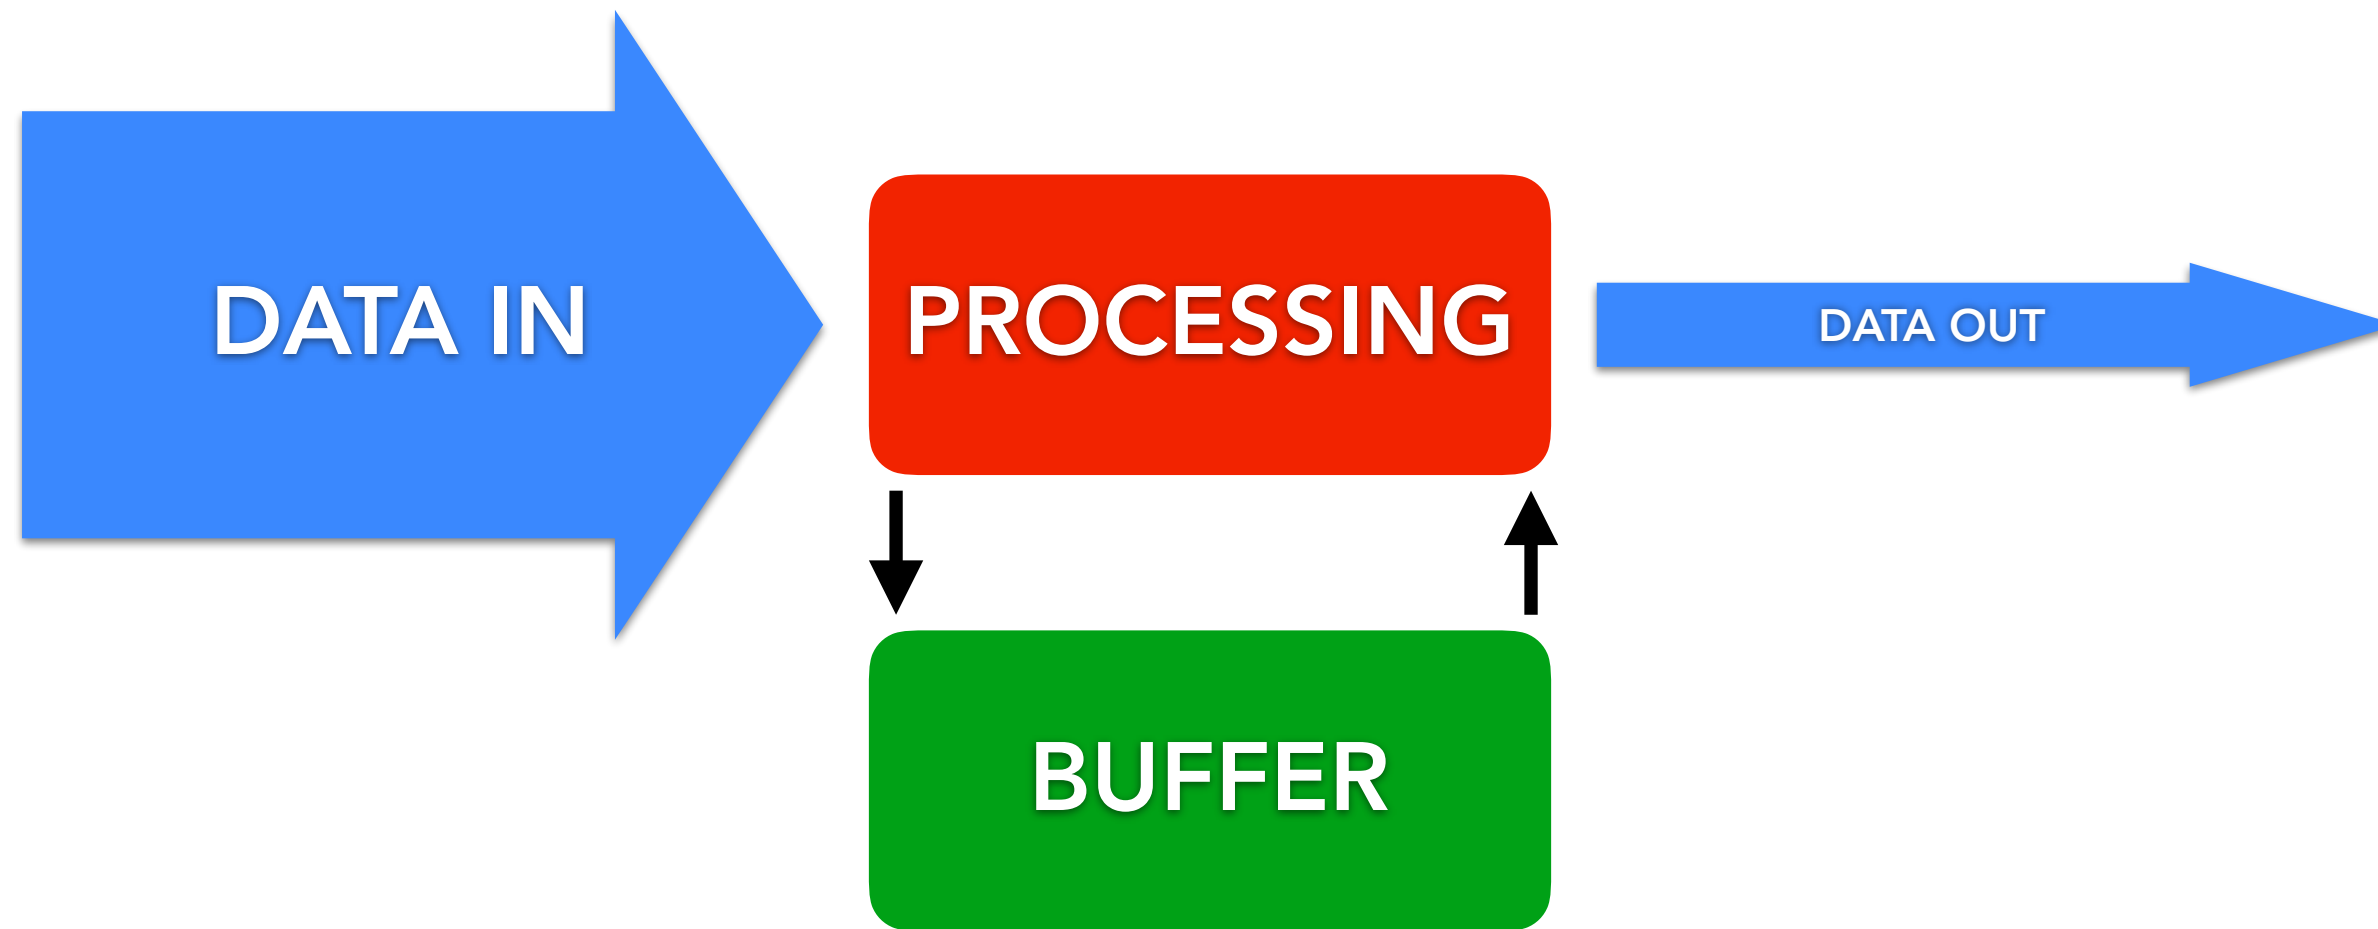 DATA IN
PROCESSING
DATA OUT
BUFFER